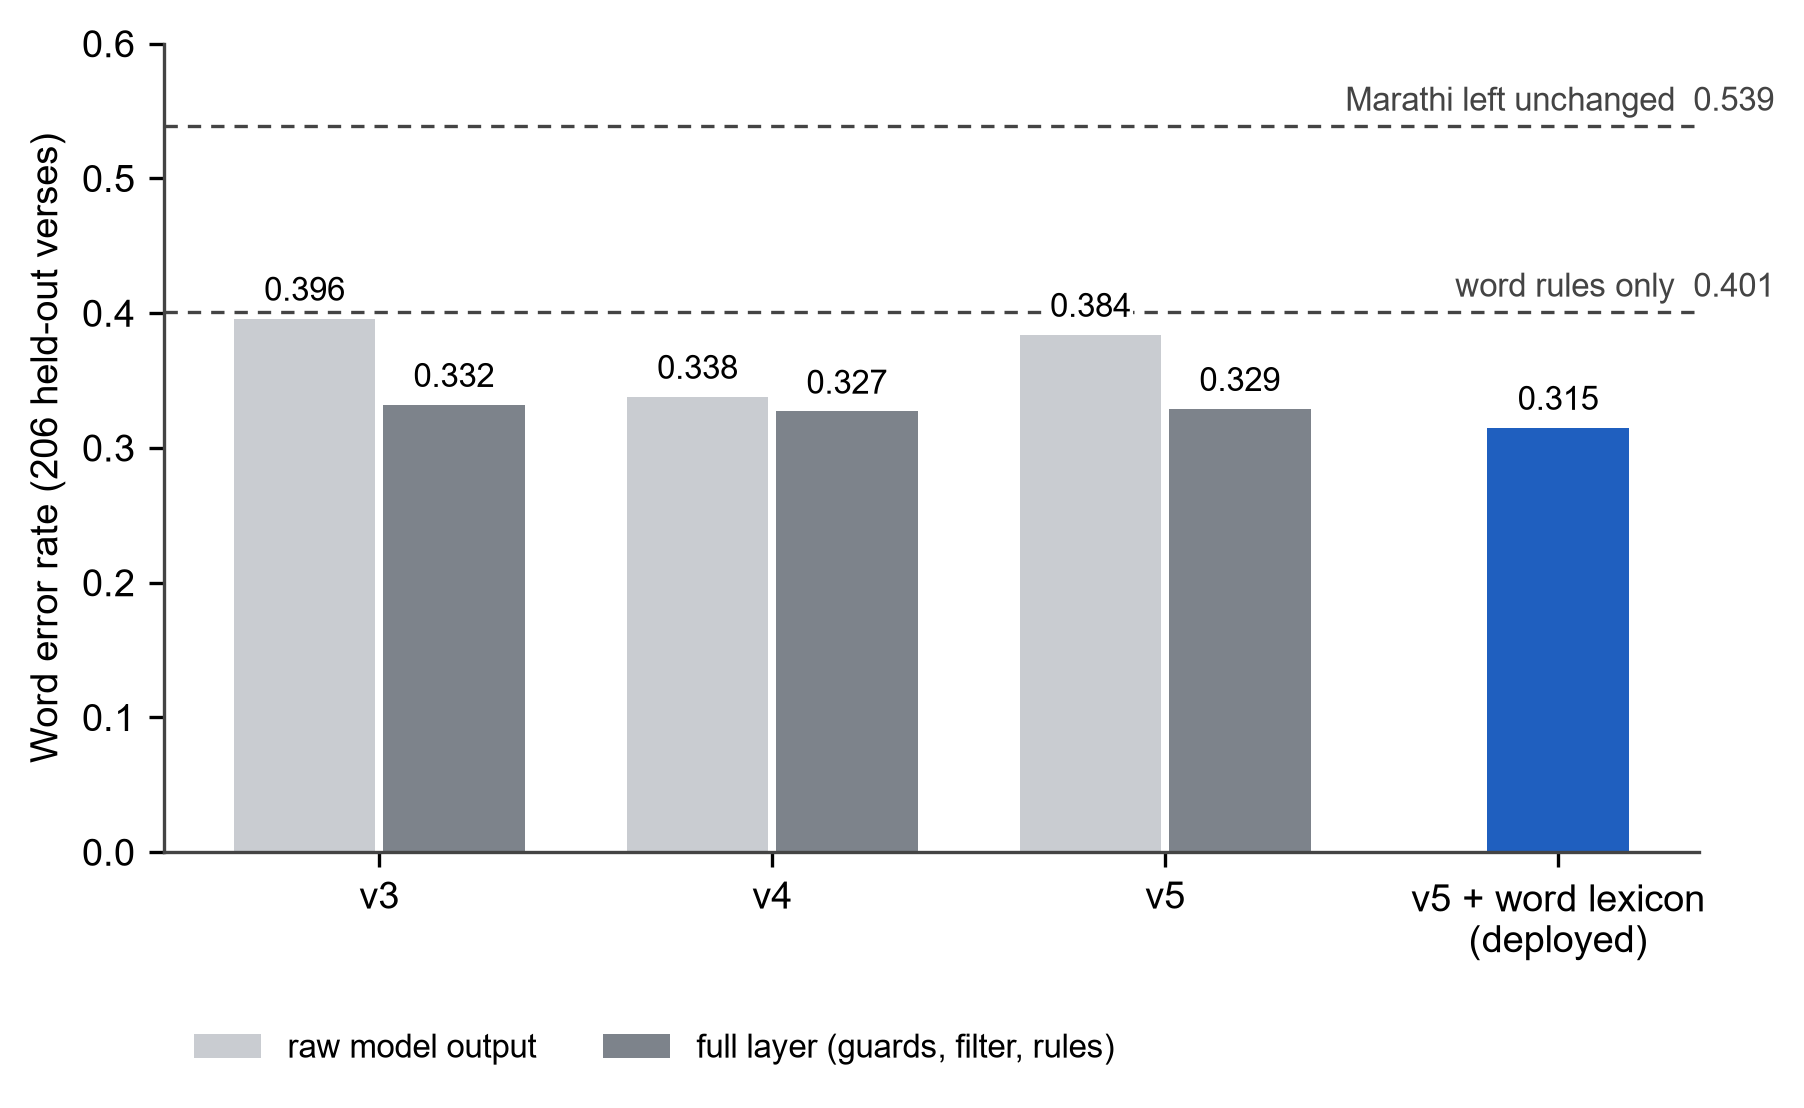 Word error rate (206 held-out verses)
0.6
0.5
0.4
0.3
0.2
0.1
0.0
Marathi left unchanged 0.539
word rules only 0.401
0.396
0.332
0.338
0.327
0.384
0.329
0.315
v3
v4
v5
v5 + word lexicon
(deployed)
raw model output
full layer (guards, filter, rules)